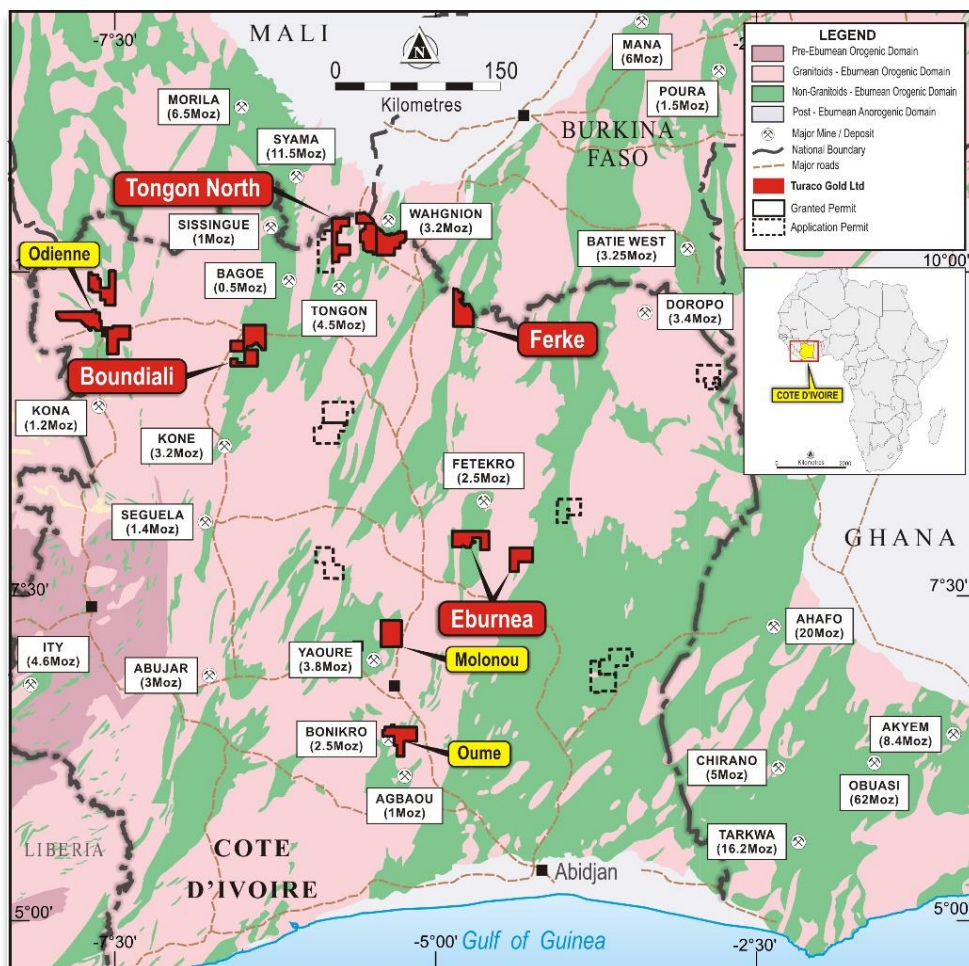 -7°30'
MALI
N
0
150
Kilometres
MANA
(6Moz)
POURA
(1.5Moz)
BURKINA
FASO
MORILA
(6.5Moz)
SYAMA
(11.5Moz)
Tongon North
SISSINGUE
(1Moz)
WAHGNION
(3.2Moz)
BATIE WEST
(3.25Moz)
10°00'
Odienne
BAGOE
(0.5Moz)
TONGON
(4.5Moz)
DOROPO
(3.4Moz)
Ferke
Boundiali
KONA
(1.2Moz)
KONE
(3.2Moz)
FETEKRO
(2.5Moz)
SEGUELA
(1.4Moz)
GHANA
7°30'
7°30'
Eburnea
AHAFO
(20Moz)
ITY
(4.6Moz)
ABUJAR
(3Moz)
YAOURE
(3.8Moz)
Molonou
BONIKRO
(2.5Moz)
Oume
AKYEM
(8.4Moz)
CHIRANO
(5Moz)
OBUASI
(62Moz)
AGBAOU
(1Moz)
TARKWA
(16.2Moz)
LIBERIA
COTE
D'IVOIRE
Abidjan
5°00'
5°00'
-7°30'
-5°00'
Gulf of Guinea
-2°30'
LEGEND
Pre-Eburnean Orogenic Domain
Granitoids - Eburnean Orogenic Domain
Non-Granitoids - Eburnean Orogenic Domain
Post - Eburnean Anorogenic Domain
Major Mine / Deposit
National Boundary
Major roads
Turaco Gold Ltd
Granted Permit
Application Permit
COTE D'IVOIRE
Kilometres
0